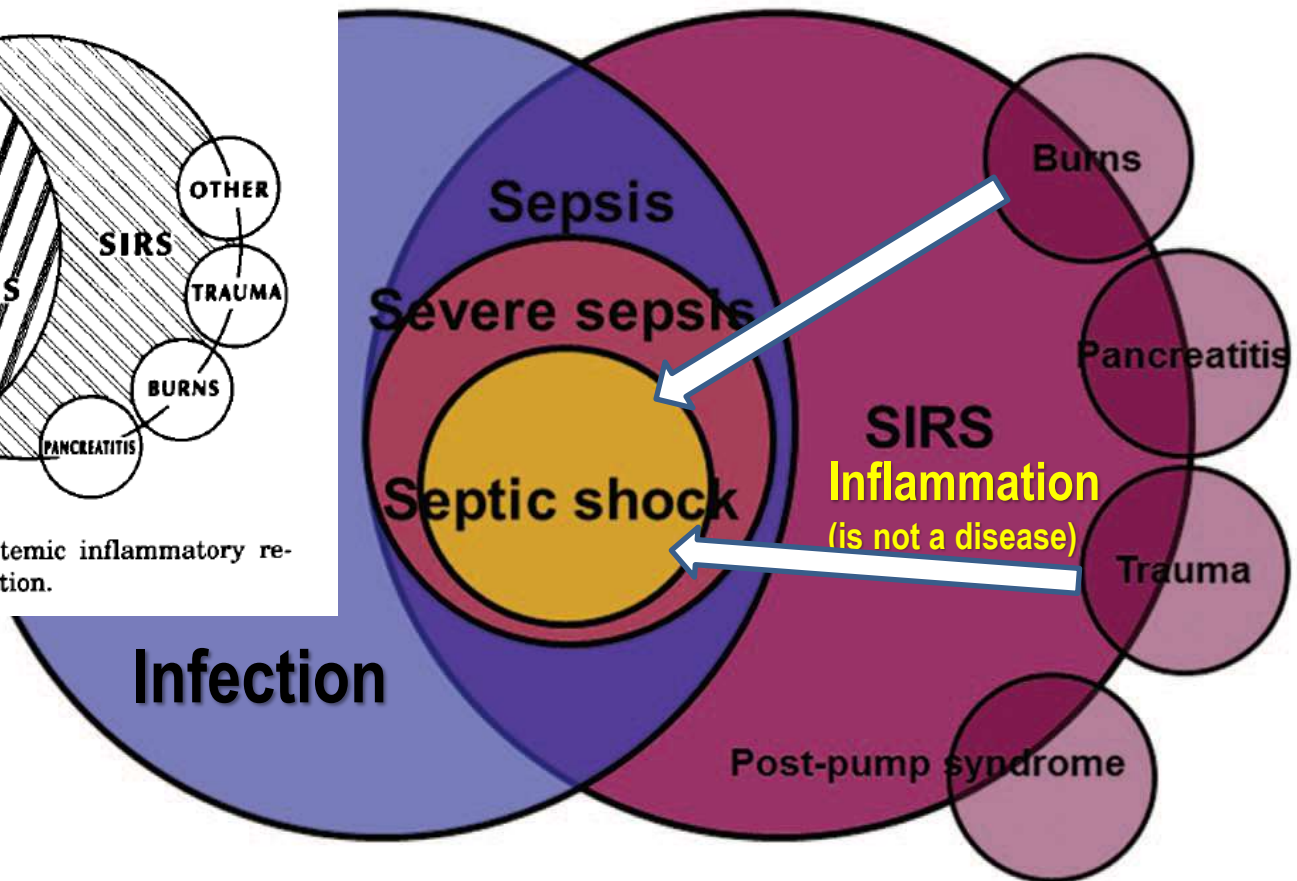 OTHER
SIRS
TRAUMA
S
BURNS
PANCREATITIS
temic inflammatory re-
tion.
Burns
Sepsis
Severe sepsis
Pancreatitis
SIRS
Inflammation
(is not a disease)
Septic shock
Trauma
Infection
Post-pump syndrome